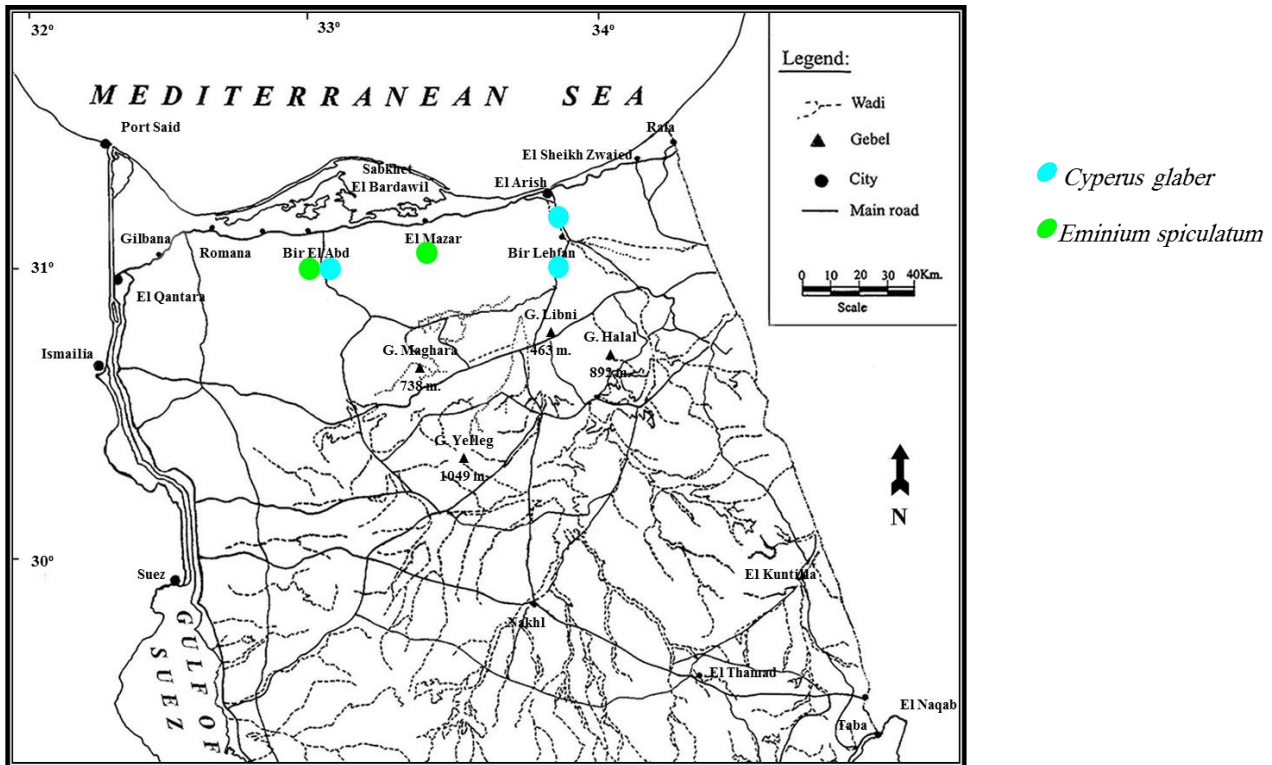 32°
33°
34°
MEDITERRANEAN SEA
Port Said
Rafa
El Sheikh Zwaied
Sabkhet
El Bardawil
El Arish
Gilbana
Romana
Bir El Abd
El Mazar
Bir Lehfan
31°
El Qantara
G. Libni
463 m.
G. Halal
892 m.
Ismailia
G. Maghara
738 m.
G. Yelleg
1049 m.
30°
Suez
El Kuntilla
Nakhl
El Thamad
GULF OF
SUEZ
Taba
El Naqab
N
Legend:
Wadi
Gebel
City
Main road
0 10 20 30 40Km.
Scale
Cyperus glaber
Eminium spiculatum